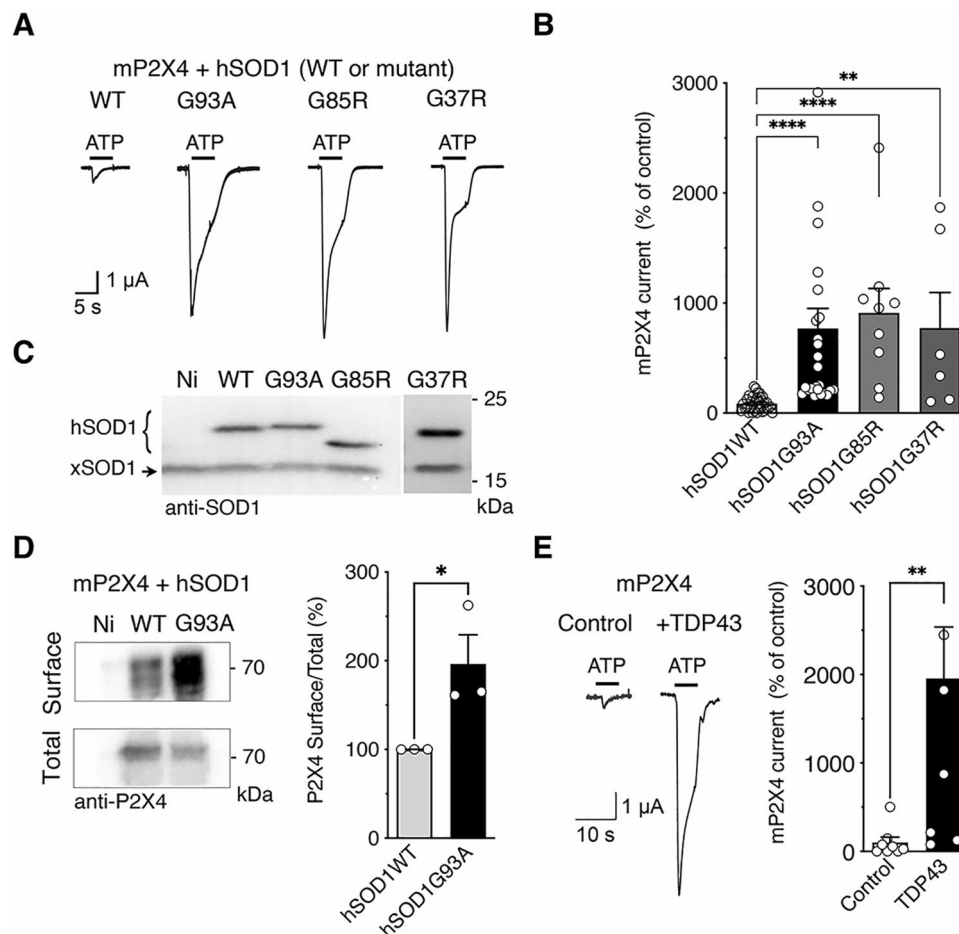 A
mP2X4 + hSOD1 (WT or mutant)
WT G93A G85R G37R
ATP ATP ATP ATP
1 µA
5 s
B
mP2X4 current (% of ocntrol)
3000
2000
1000
0
** 
****
****
hSOD1WT
hSOD1G93A
hSOD1G85R
hSOD1G37R
C
Ni WT G93A G85R G37R
hSOD1
xSOD1
- 25
- 15
anti-SOD1
kDa
D
mP2X4 + hSOD1
Ni WT G93A
Surface
- 70
Total
- 70
anti-P2X4
kDa
P2X4 Surface/Total (%)
300
200
100
0
*
hSOD1WT
hSOD1G93A
E
mP2X4
Control +TDP43
ATP ATP
1 µA
10 s
mP2X4 current (% of ocntrol)
3000
2000
1000
0
**
Control
TDP43